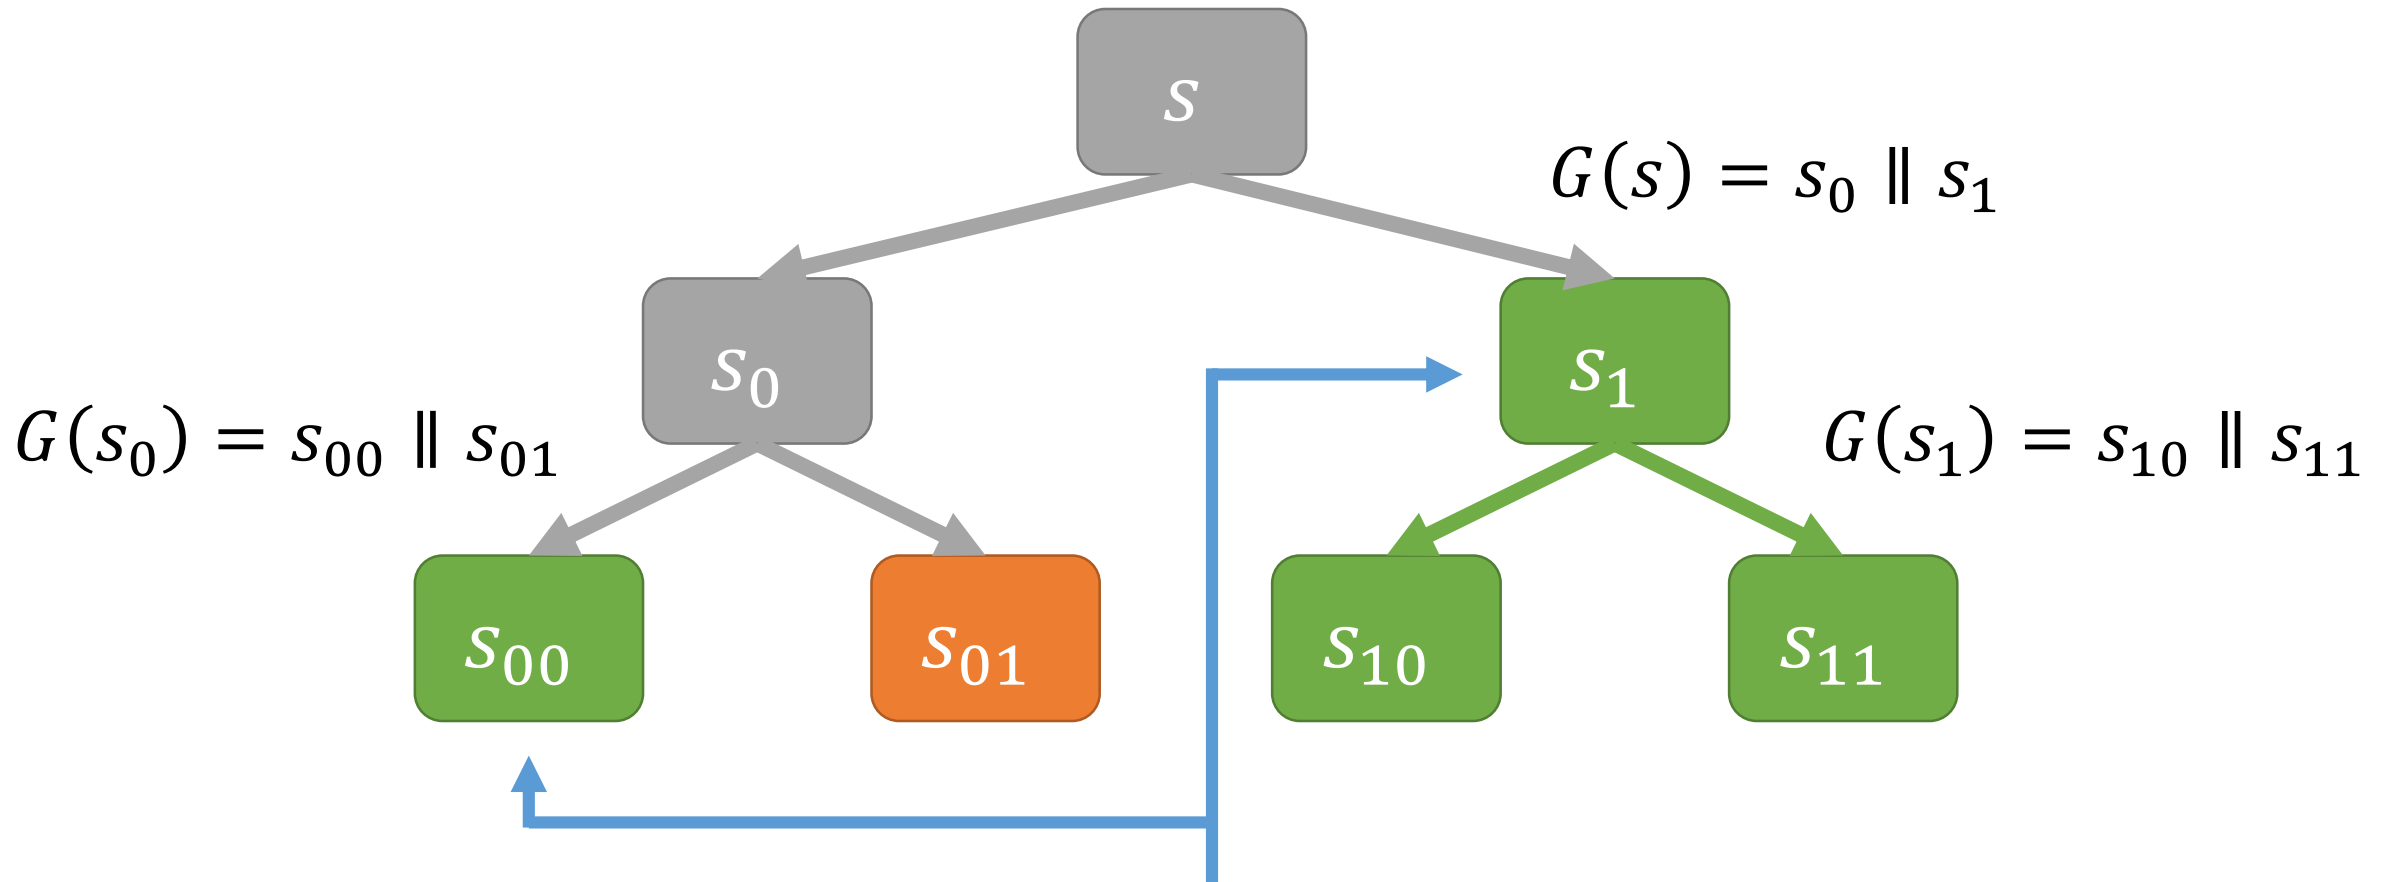 s
G(s) = s₀ ∥ s₁
s₀
s₁
G(s₀) = s₀₀ ∥ s₀₁
G(s₁) = s₁₀ ∥ s₁₁
s₀₀
s₀₁
s₁₀
s₁₁